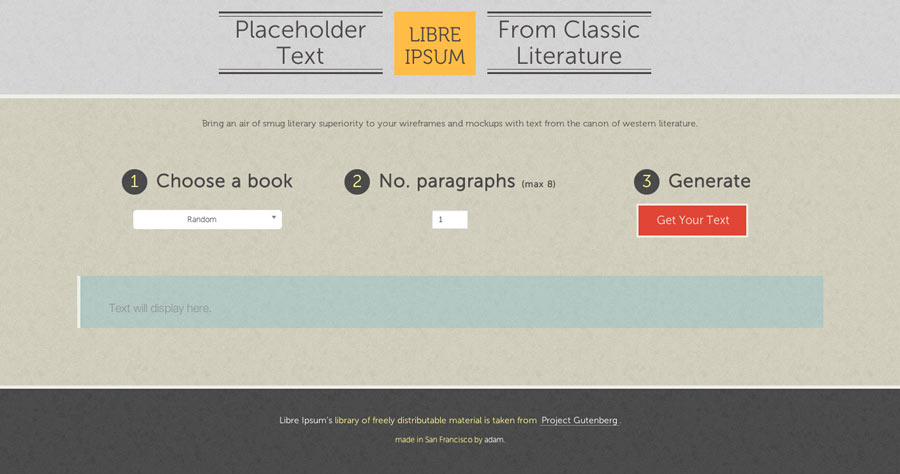 Placeholder
Text
LIBRE
IPSUM
From Classic
Literature
Bring an air of smug literary superiority to your wireframes and mockups with text from the canon of western literature.
1 Choose a book
Random
2 No. paragraphs (max 8)
1
3 Generate
Get Your Text
Text will display here.
Libre Ipsum's library of freely distributable material is taken from Project Gutenberg .
made in San Francisco by adam.